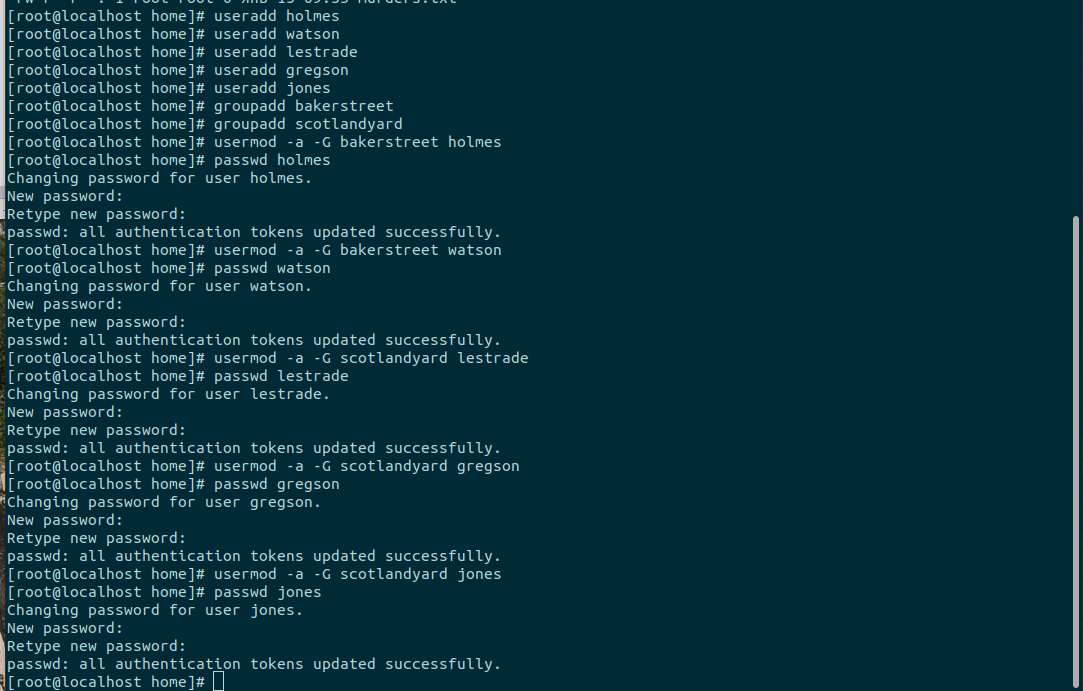 [root@localhost home]# useradd holmes
[root@localhost home]# useradd watson
[root@localhost home]# useradd lestrade
[root@localhost home]# useradd gregson
[root@localhost home]# useradd jones
[root@localhost home]# groupadd bakerstreet
[root@localhost home]# groupadd scotlandyard
[root@localhost home]# usermod -a -G bakerstreet holmes
[root@localhost home]# passwd holmes
Changing password for user holmes.
New password:
Retype new password:
passwd: all authentication tokens updated successfully.
[root@localhost home]# usermod -a -G bakerstreet watson
[root@localhost home]# passwd watson
Changing password for user watson.
New password:
Retype new password:
passwd: all authentication tokens updated successfully.
[root@localhost home]# usermod -a -G scotlandyard lestrade
[root@localhost home]# passwd lestrade
Changing password for user lestrade.
New password:
Retype new password:
passwd: all authentication tokens updated successfully.
[root@localhost home]# usermod -a -G scotlandyard gregson
[root@localhost home]# passwd gregson
Changing password for user gregson.
New password:
Retype new password:
passwd: all authentication tokens updated successfully.
[root@localhost home]# usermod -a -G scotlandyard jones
[root@localhost home]# passwd jones
Changing password for user jones.
New password:
Retype new password:
passwd: all authentication tokens updated successfully.
[root@localhost home]#